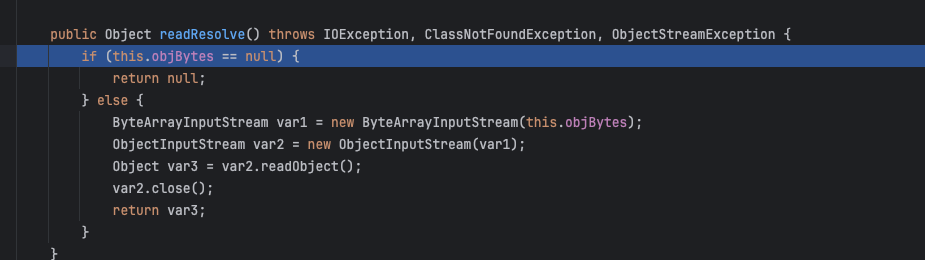 public Object readResolve() throws IOException, ClassNotFoundException, ObjectStreamException {
if (this.objBytes == null) {
return null;
} else {
ByteArrayInputStream var1 = new ByteArrayInputStream(this.objBytes);
ObjectInputStream var2 = new ObjectInputStream(var1);
Object var3 = var2.readObject();
var2.close();
return var3;
}
}